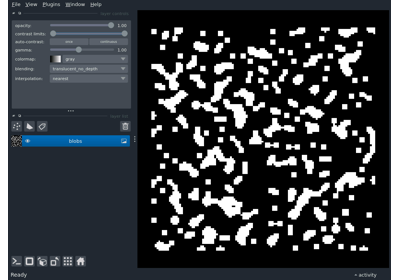 File View Plugins Window Help
layer controls
opacity: 1.00
contrast limits:
auto-contrast: once continuous
gamma: 1.00
colormap: gray
blending: translucent_no_depth
interpolation: nearest
layer list
blobs
Ready
activity